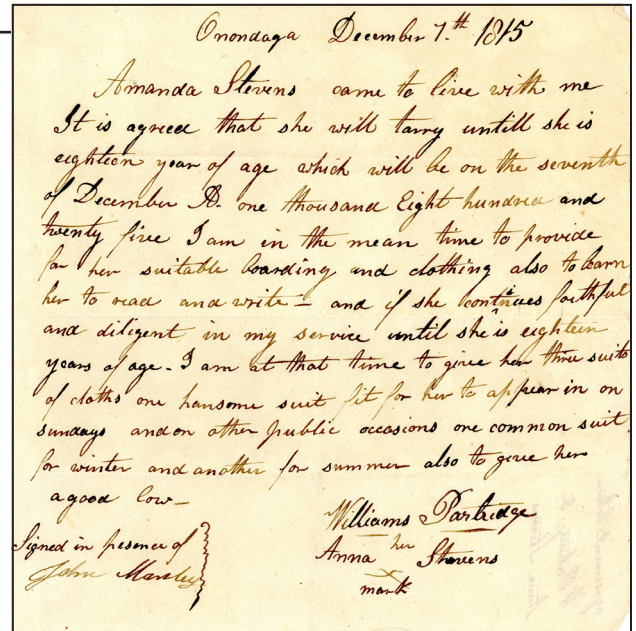 Onondaga December 7.th 1815
Amanda Stevens came to live with me
It is agreed that she will tarry untill she is
eighteen year of age which will be on the seventh
of December AD. one thousand Eight hundred and
twenty five I am in the mean time to provide
for her suitable boarding and clothing also to learn
her to read and write – and if she continues faithful
and diligent in my service until she is eighteen
years of age – I am at that time to give her three suits
of cloths one hansome suit fit for her to appear in on
sundays and on other public occasions one common suit
for winter and another for summer also to give her
a good cow –
Williams Partridge
Signed in presence of
Anna her Stevens
John
mark